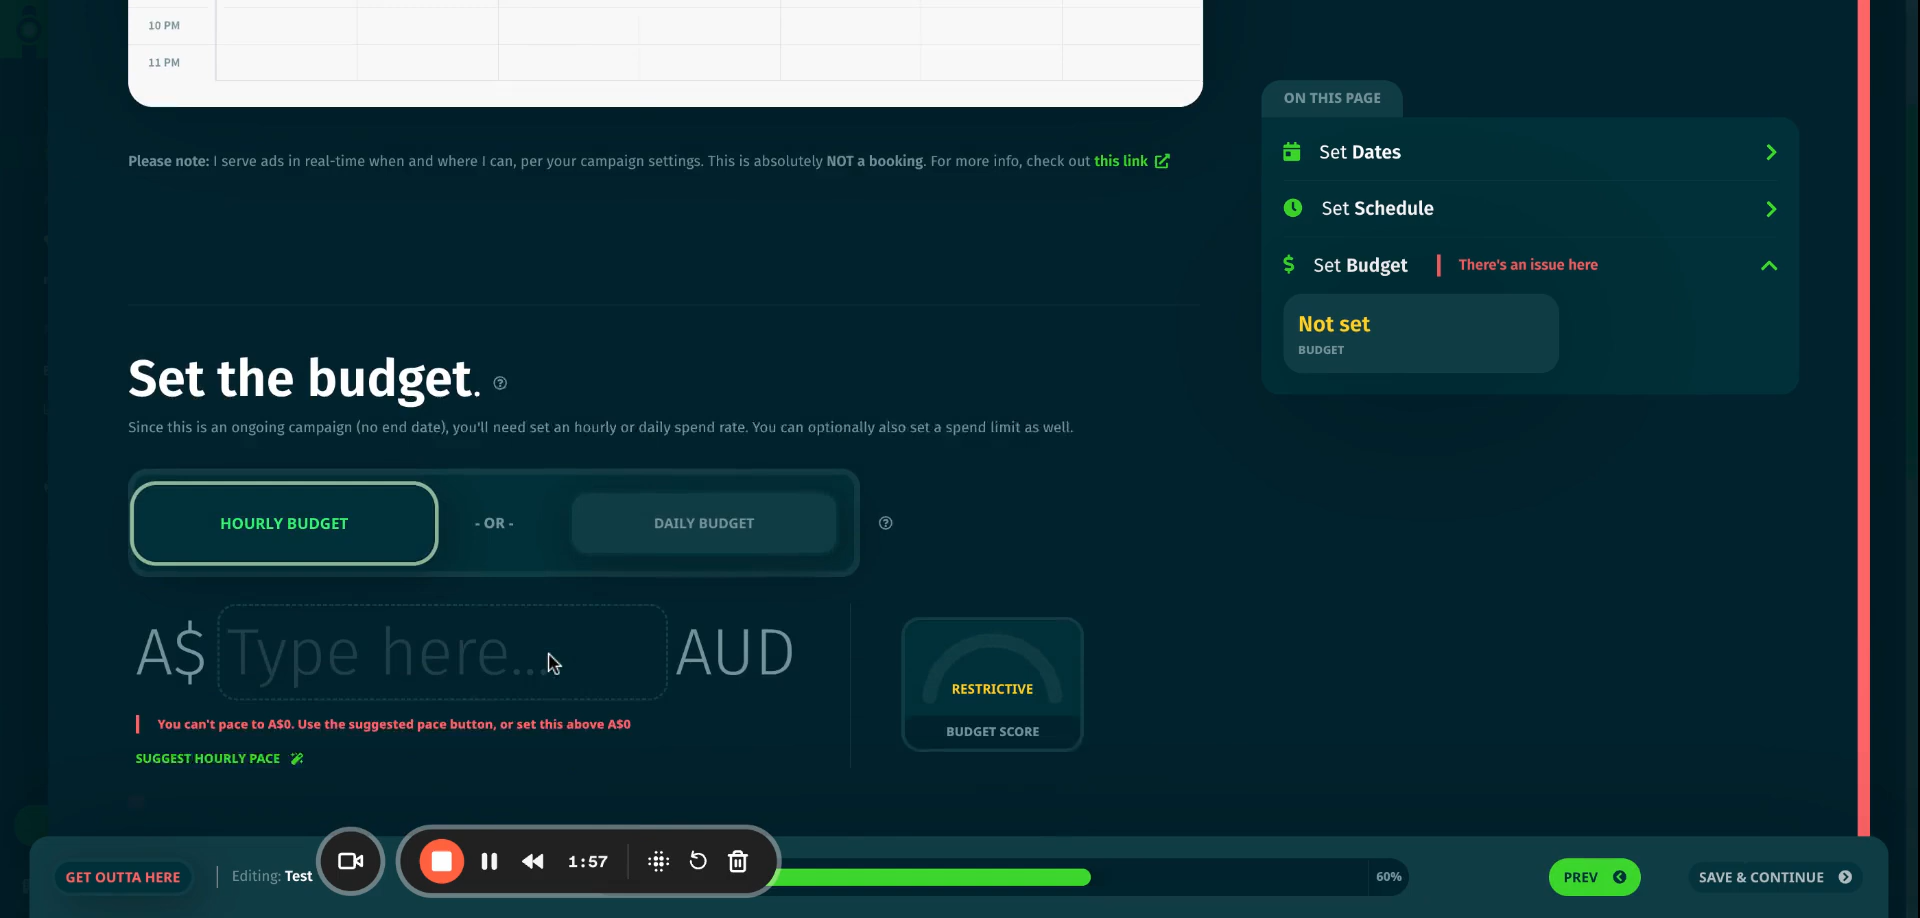 10 PM
11 PM
Please note: I serve ads in real-time when and where I can, per your campaign settings. This is absolutely NOT a booking. For more info, check out this link
ON THIS PAGE
Set Dates
Set Schedule
Set Budget There's an issue here
Not set
BUDGET
Set the budget.
Since this is an ongoing campaign (no end date), you'll need set an hourly or daily spend rate. You can optionally also set a spend limit as well.
HOURLY BUDGET - OR - DAILY BUDGET
A$ Type here... AUD
You can't pace to A$0. Use the suggested pace button, or set this above A$0
SUGGEST HOURLY PACE
RESTRICTIVE
BUDGET SCORE
GET OUTTA HERE Editing: Test 1:57 60% PREV SAVE & CONTINUE